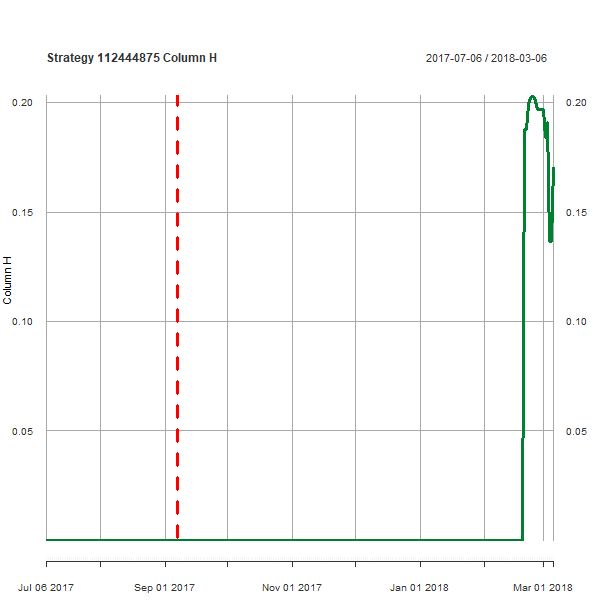 Strategy 112444875 Column H
2017-07-06 / 2018-03-06
0.20 0.20
0.15 0.15
Column H
0.10 0.10
0.05 0.05
Jul 06 2017 Sep 01 2017 Nov 01 2017 Jan 01 2018 Mar 01 2018